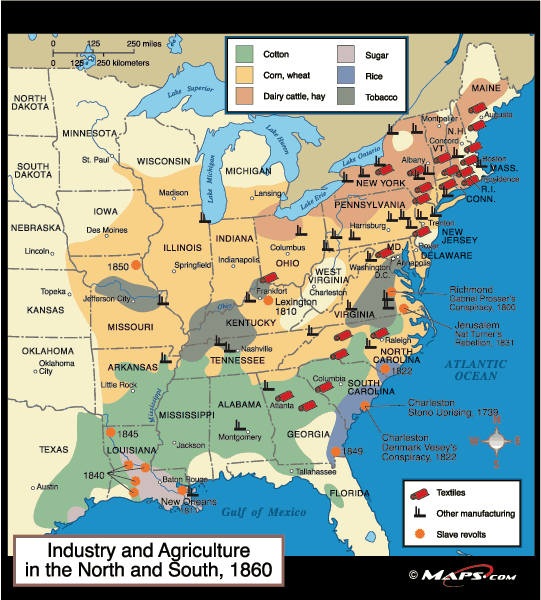 0 125 250 miles
0 125 250 kilometers
Cotton
Corn, wheat
Dairy cattle, hay
Sugar
Rice
Tobacco
Lake Superior
Lake Michigan
Lake Huron
Lake Ontario
Lake Erie
NORTH
DAKOTA
MINNESOTA
St. Paul
SOUTH
DAKOTA
WISCONSIN
Madison
MICHIGAN
Lansing
MAINE
Augusta
Montpelier
VT.
N.H.
Concord
Boston
MASS.
Providence
R.I.
CONN.
Albany
NEW YORK
PENNSYLVANIA
Harrisburg
Trenton
NEW
JERSEY
Dover
DELAWARE
MD.
Annapolis
Washington
D.C.
IOWA
Des Moines
NEBRASKA
Lincoln
ILLINOIS
Springfield
INDIANA
Indianapolis
OHIO
Columbus
WEST
VIRGINIA
Charleston
1850
Topeka
KANSAS
Jefferson City
MISSOURI
Ohio
Frankfort
Lexington
1810
KENTUCKY
VIRGINIA
Richmond
Gabriel Prosser's
Conspiracy, 1800
Jerusalem
Nat Turner's
Rebellion, 1831
OKLAHOMA
Oklahoma
City
ARKANSAS
Little Rock
Mississippi
Nashville
TENNESSEE
Raleigh
NORTH
CAROLINA
1822
ATLANTIC
OCEAN
Columbia
SOUTH
CAROLINA
Charleston
Stono Uprising, 1739
Charleston
Denmark Vesey's
Conspiracy, 1822
MISSISSIPPI
Jackson
ALABAMA
Montgomery
Atlanta
GEORGIA
1849
Tallahassee
FLORIDA
TEXAS
Austin
1845
LOUISIANA
1840
Baton Rouge
New Orleans
1811
Gulf of Mexico
N
W E
S
Textiles
Other manufacturing
Slave revolts
Industry and Agriculture
in the North and South, 1860
© MAPS.COM